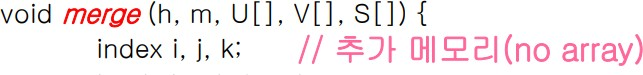 void merge (h, m, U[], V[], S[]) {
index i, j, k; // 추가 메모리(no array)